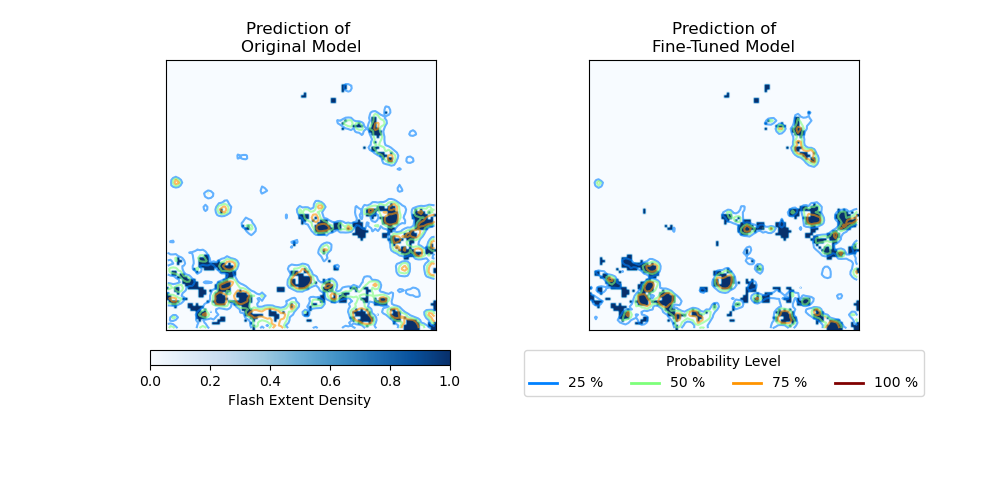 Prediction of
Original Model
Prediction of
Fine-Tuned Model
0.0 0.2 0.4 0.6 0.8 1.0
Flash Extent Density
Probability Level
25 % 50 % 75 % 100 %